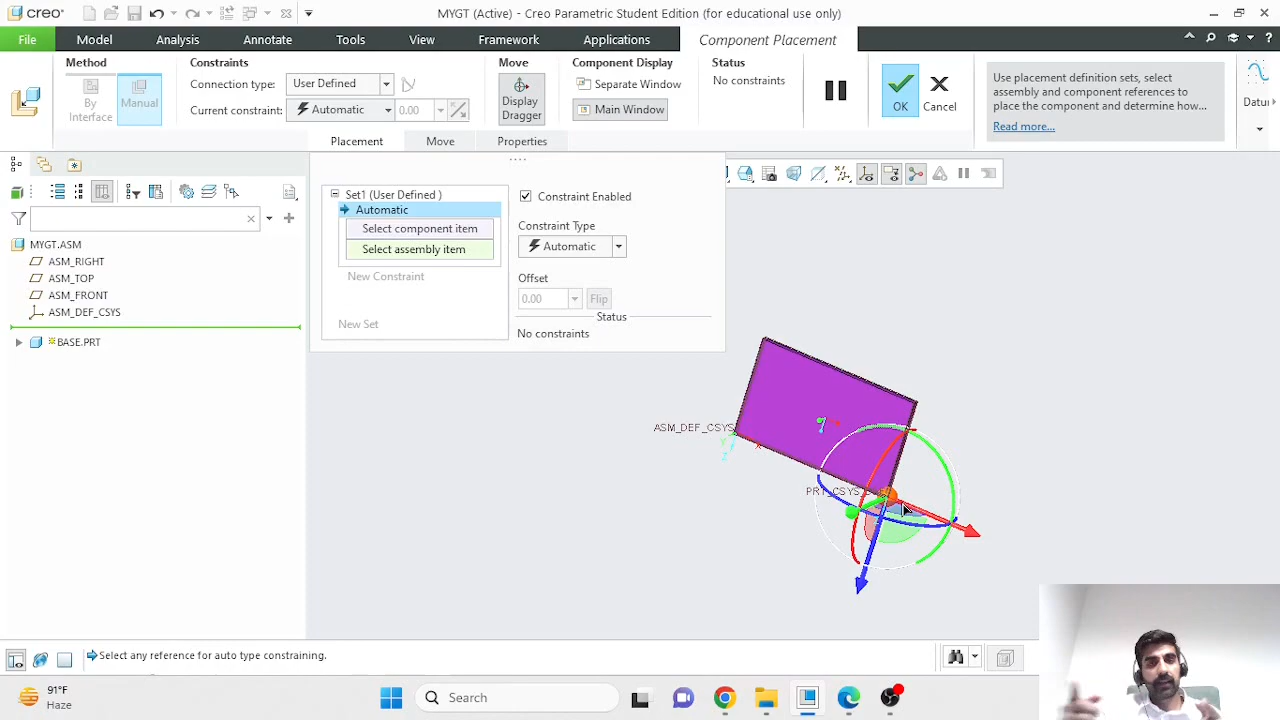 creo
MYGT (Active) - Creo Parametric Student Edition (for educational use only)
File
Model
Analysis
Annotate
Tools
View
Framework
Applications
Component Placement
Method
By Interface
Manual
Constraints
Connection type:
User Defined
Current constraint:
Automatic
0.00
Move
Display Dragger
Component Display
Separate Window
Main Window
Status
No constraints
OK
Cancel
Use placement definition sets, select
assembly and component references to
place the component and determine how...
Read more...
Datu
Placement
Move
Properties
Set1 (User Defined )
Automatic
Select component item
Select assembly item
New Constraint
New Set
Constraint Enabled
Constraint Type
Automatic
Offset
0.00
Flip
Status
No constraints
MYGT.ASM
ASM_RIGHT
ASM_TOP
ASM_FRONT
ASM_DEF_CSYS
BASE.PRT
ASM_DEF_CSYS
Y
X
Z
PRT_CSYS
Select any reference for auto type constraining.
91°F
Haze
Search